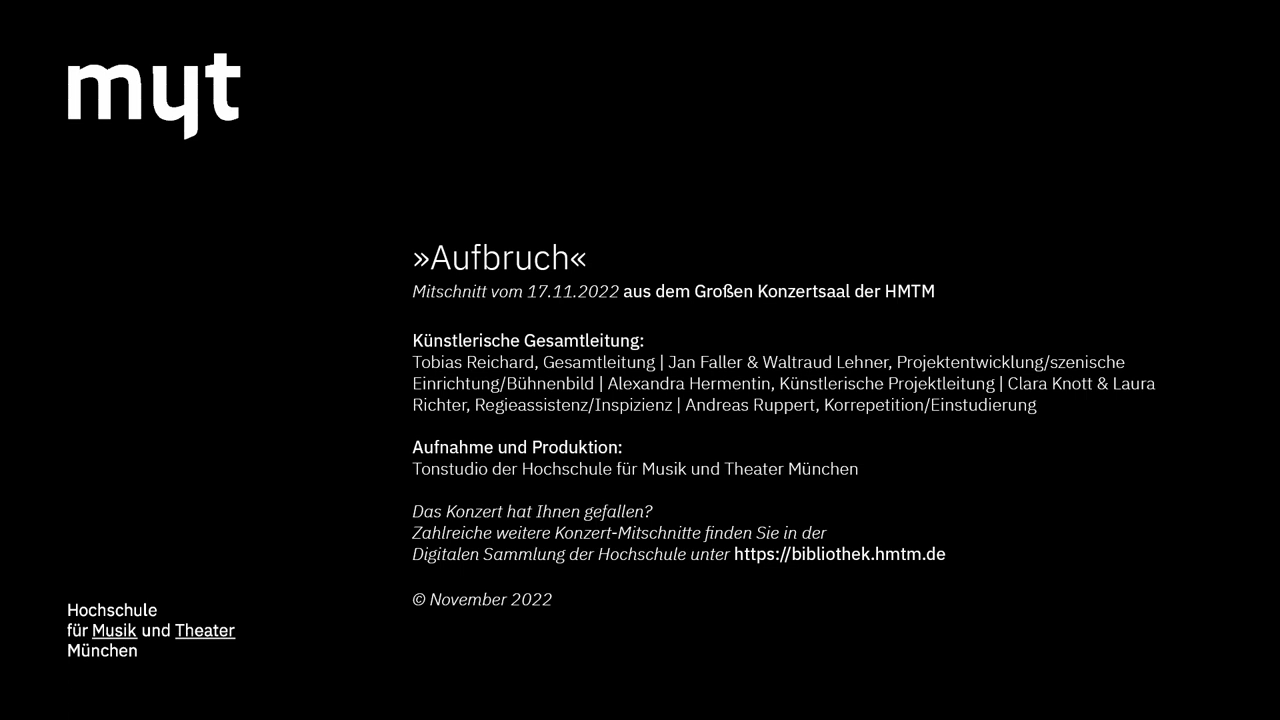 myt
»Aufbruch«
Mitschnitt vom 17.11.2022 aus dem Großen Konzertsaal der HMTM
Künstlerische Gesamtleitung:
Tobias Reichard, Gesamtleitung | Jan Faller & Waltraud Lehner, Projektentwicklung/szenische
Einrichtung/Bühnenbild | Alexandra Hermentin, Künstlerische Projektleitung | Clara Knott & Laura
Richter, Regieassistenz/Inspizienz | Andreas Ruppert, Korrepetition/Einstudierung
Aufnahme und Produktion:
Tonstudio der Hochschule für Musik und Theater München
Das Konzert hat Ihnen gefallen?
Zahlreiche weitere Konzert-Mitschnitte finden Sie in der
Digitalen Sammlung der Hochschule unter https://bibliothek.hmtm.de
© November 2022
Hochschule
für Musik und Theater
München